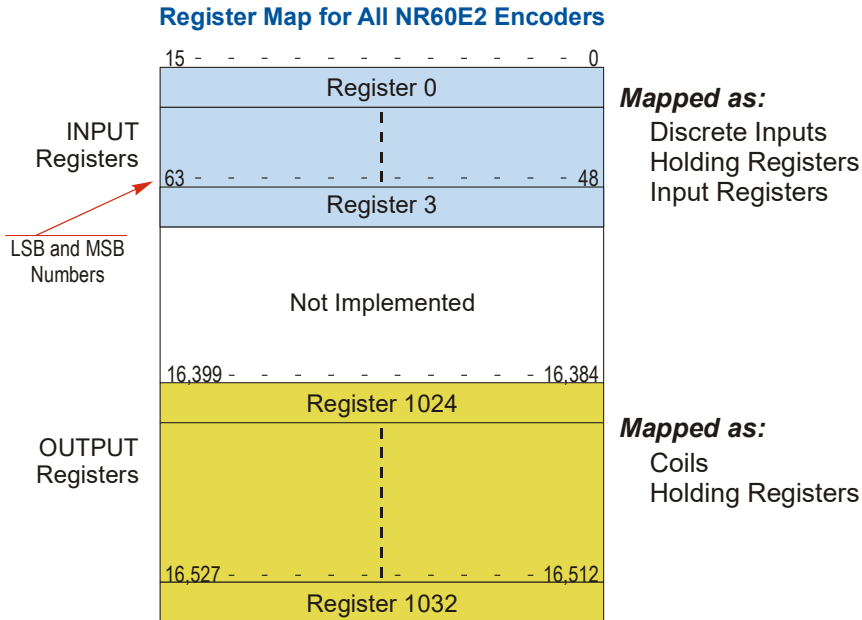 Register Map for All NR60E2 Encoders
15 - - - - - - - - - - - - 0
Register 0
INPUT
Registers
Mapped as:
Discrete Inputs
Holding Registers
Input Registers
63 - - - - - - - - - - - - 48
Register 3
LSB and MSB
Numbers
Not Implemented
16,399 - - - - - - - - - - 16,384
Register 1024
OUTPUT
Registers
Mapped as:
Coils
Holding Registers
16,527 - - - - - - - - - - 16,512
Register 1032